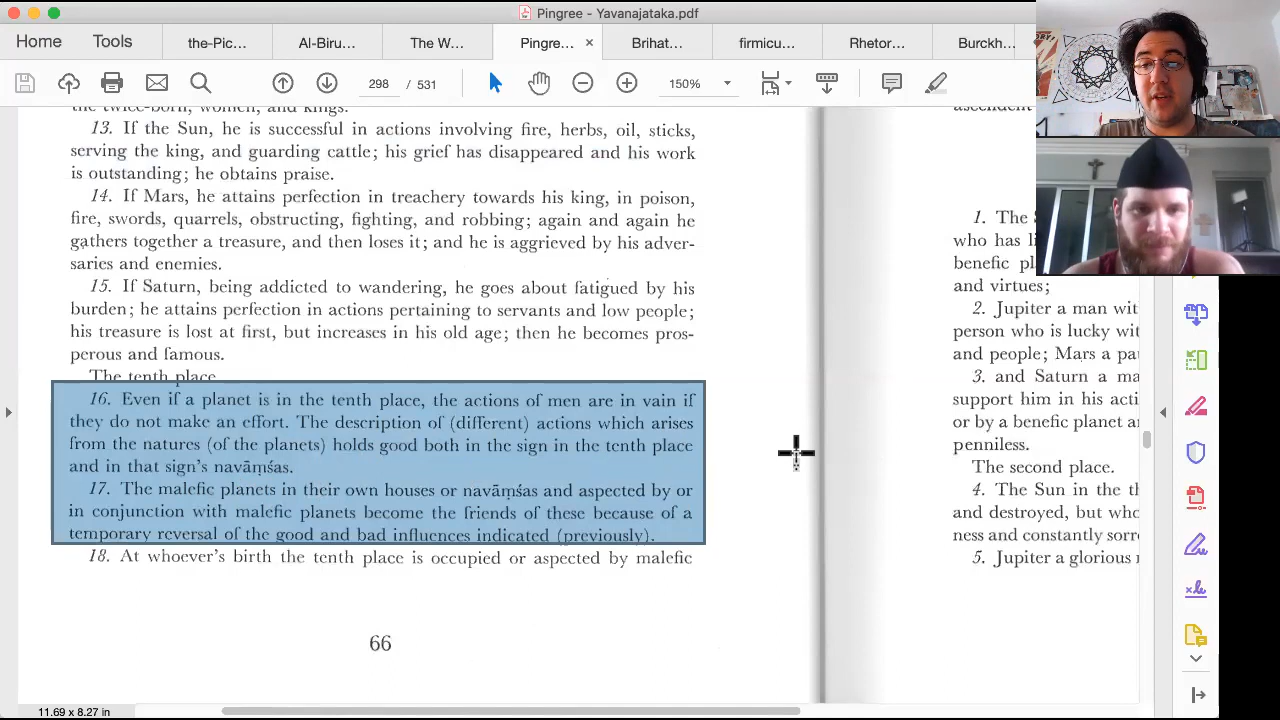 Pingree - Yavanajataka.pdf
Home Tools the-Pic... Al-Biru... The W... Pingre... × Brihat... firmicu... Rhetor... Burckh
298 / 531 150%
the twice-born, women, and kings.
13. If the Sun, he is successful in actions involving fire, herbs, oil, sticks,
serving the king, and guarding cattle; his grief has disappeared and his work
is outstanding; he obtains praise.
14. If Mars, he attains perfection in treachery towards his king, in poison,
fire, swords, quarrels, obstructing, fighting, and robbing; again and again he
gathers together a treasure, and then loses it; and he is aggrieved by his adver-
saries and enemies.
15. If Saturn, being addicted to wandering, he goes about fatigued by his
burden; he attains perfection in actions pertaining to servants and low people;
his treasure is lost at first, but increases in his old age; then he becomes pros-
perous and famous.
The tenth place
16. Even if a planet is in the tenth place, the actions of men are in vain if
they do not make an effort. The description of (different) actions which arises
from the natures (of the planets) holds good both in the sign in the tenth place
and in that sign's navāṃśas.
17. The malefic planets in their own houses or navāṃśas and aspected by or
in conjunction with malefic planets become the friends of these because of a
temporary reversal of the good and bad influences indicated (previously).
18. At whoever's birth the tenth place is occupied or aspected by malefic
66
ascendent
1. The
who has li
benefic pl
and virtues;
2. Jupiter a man wit
person who is lucky wit
and people; Mars a pa
3. and Saturn a ma
support him in his acti
or by a benefic planet a
penniless.
The second place.
4. The Sun in the t
and destroyed, but who
ness and constantly sorr
5. Jupiter a glorious
11.69 x 8.27 in